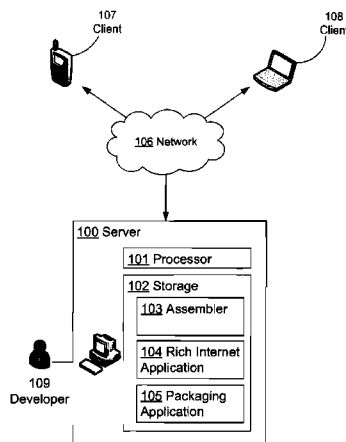 107
Client
108
Client
106 Network
100 Server
101 Processor
102 Storage
103 Assembler
104 Rich Internet
Application
105 Packaging
Application
109
Developer